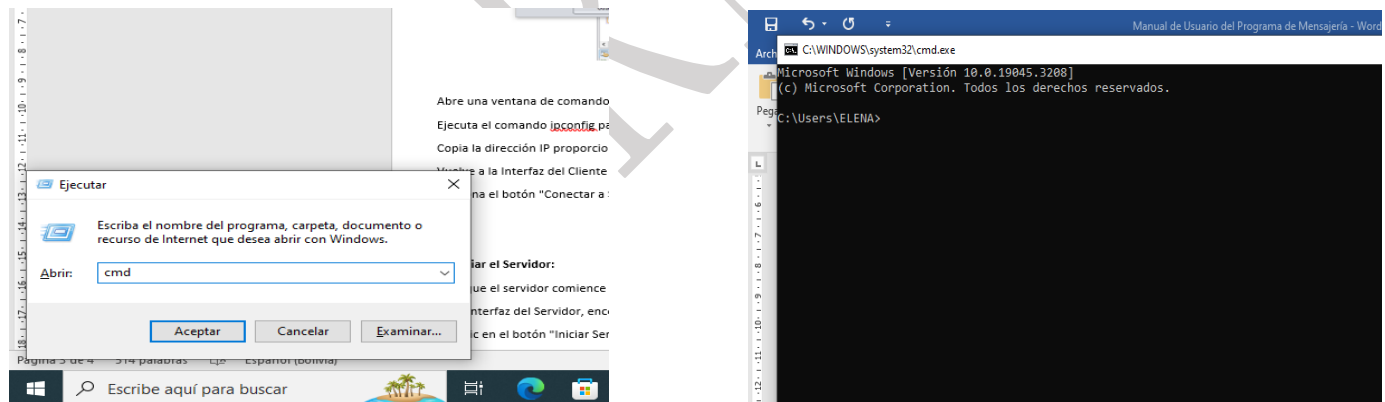 Abre una ventana de comando
Ejecuta el comando ipconfig pa
Copia la dirección IP proporcio
Vuelve a la Interfaz del Cliente
na el botón "Conectar a
iar el Servidor:
ue el servidor comience
nterfaz del Servidor, enc
ic en el botón "Iniciar Ser
Ejecutar
Escriba el nombre del programa, carpeta, documento o
recurso de Internet que desea abrir con Windows.
Abrir:
cmd
Aceptar
Cancelar
Examinar...
Página 3 de 4
514 palabras
Español (Bolivia)
Escribe aquí para buscar
Manual de Usuario del Programa de Mensajería - Word
Arch
C:\WINDOWS\system32\cmd.exe
Microsoft Windows [Versión 10.0.19045.3208]
(c) Microsoft Corporation. Todos los derechos reservados.
Pega
C:\Users\ELENA>